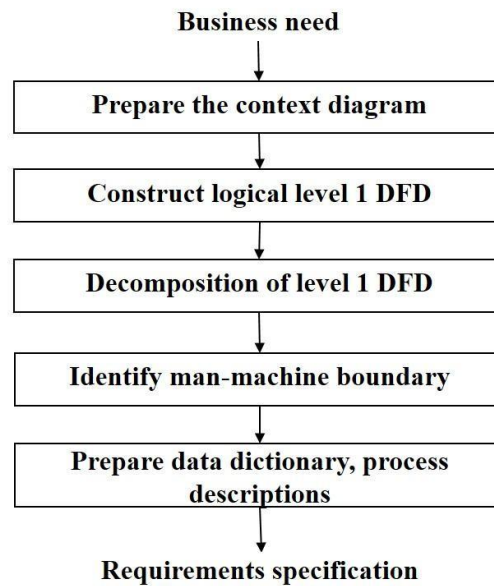 Business need
Prepare the context diagram
Construct logical level 1 DFD
Decomposition of level 1 DFD
Identify man-machine boundary
Prepare data dictionary, process
descriptions
Requirements specification